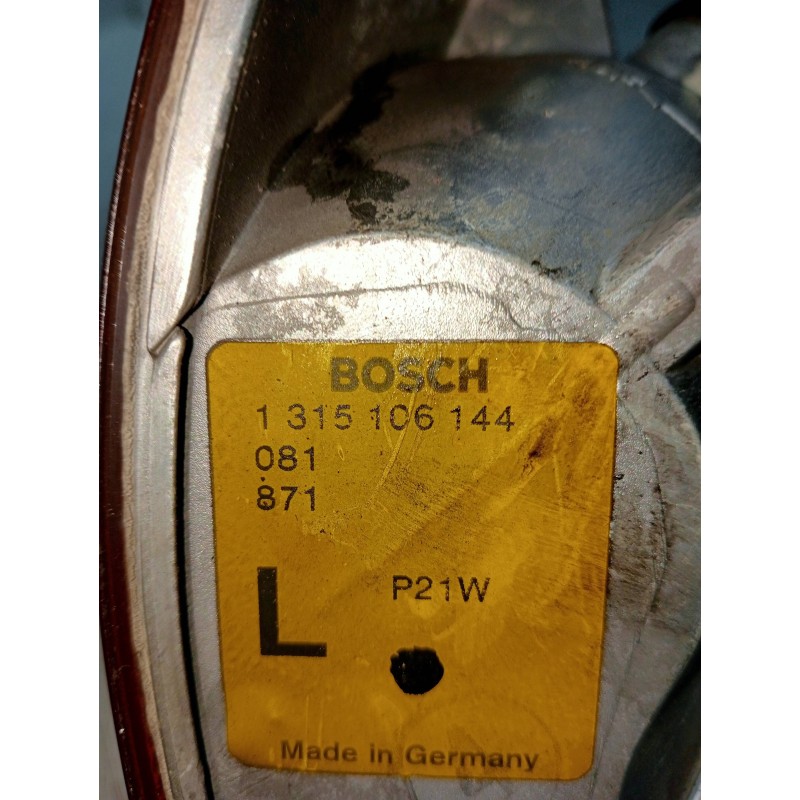 BOSCH
1 315 106 144
081
871
L P21W
Made in Germany